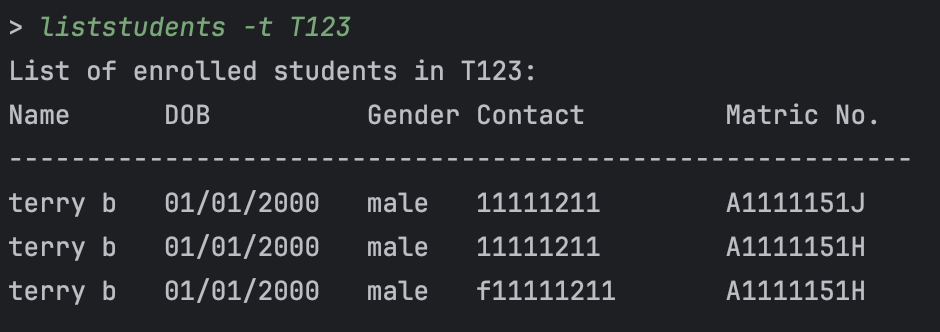 > liststudents -t T123
List of enrolled students in T123:
Name      DOB          Gender Contact         Matric No.
----------------------------------------------------------
terry b   01/01/2000   male   11111211        A1111151J
terry b   01/01/2000   male   11111211        A1111151H
terry b   01/01/2000   male   f11111211       A1111151H